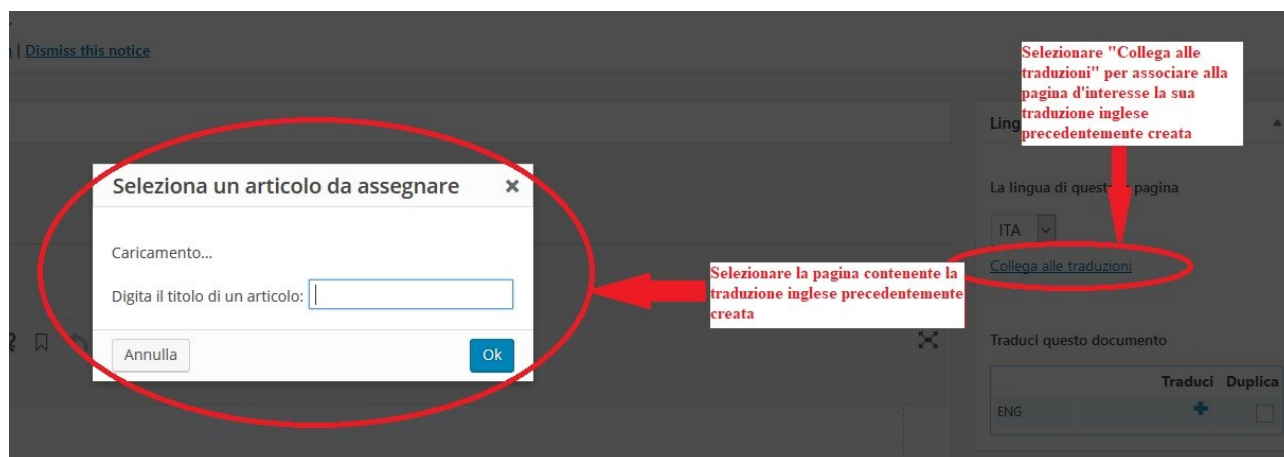 | Dismiss this notice
Selezionare "Collega alle
traduzioni" per associare alla
pagina d'interesse la sua
traduzione inglese
precedentemente creata
Ling
Seleziona un articolo da assegnare ×
La lingua di quest pagina
ITA
Caricamento...
Collega alle traduzioni
Digita il titolo di un articolo:
Selezionare la pagina contenente la
traduzione inglese precedentemente
creata
Annulla Ok
Traduci questo documento
Traduci Duplica
ENG